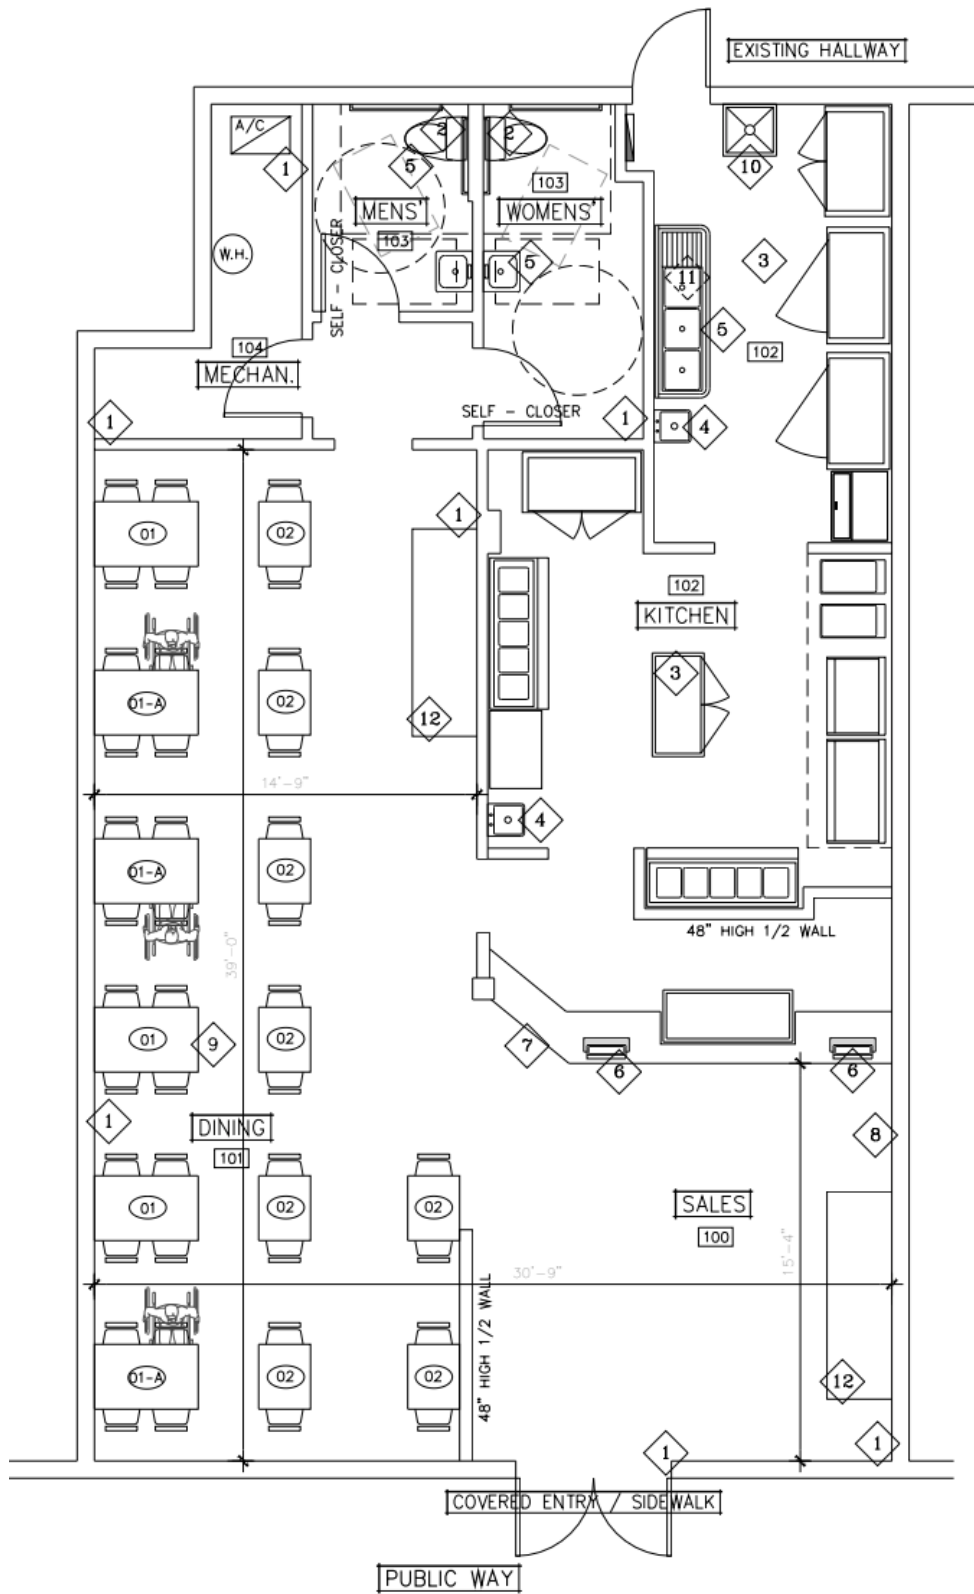 EXISTING HALLWAY
A/C
2
2
1
5
10
103
MENS'
WOMENS'
103
W.H.
SELF - CLOSER
5
11
3
5
102
104
MECHAN.
SELF - CLOSER
1
1
4
01
02
1
102
KITCHEN
3
01-A
02
12
14'-9"
4
01-A
02
39'-0"
48" HIGH 1/2 WALL
01
9
02
7
6
6
1
DINING
101
8
01
02
02
SALES
100
15'-4"
30'-9"
48" HIGH 1/2 WALL
01-A
02
02
12
1
1
COVERED ENTRY / SIDEWALK
PUBLIC WAY